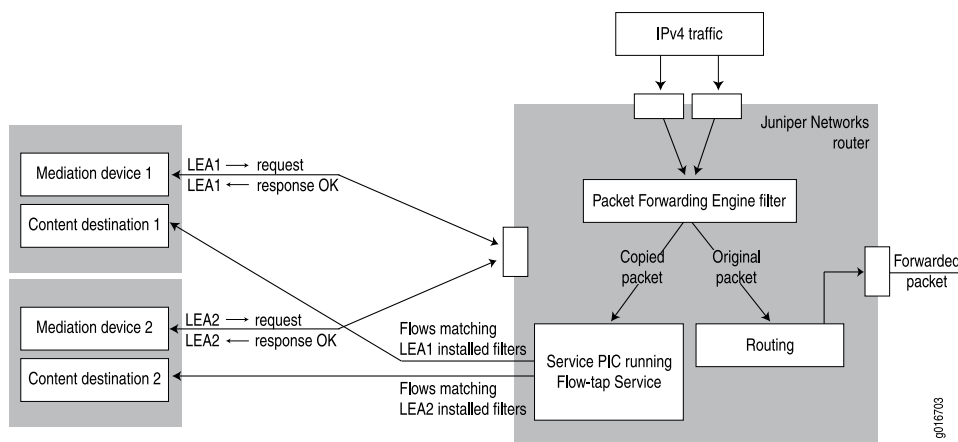 IPv4 traffic
Juniper Networks
router
Mediation device 1
LEA1 → request
LEA1 ← response OK
Content destination 1
Packet Forwarding Engine filter
Copied
packet
Original
packet
Forwarded
packet
Mediation device 2
LEA2 → request
LEA2 ← response OK
Content destination 2
Flows matching
LEA1 installed filters
Flows matching
LEA2 installed filters
Service PIC running
Flow-tap Service
Routing
g016703